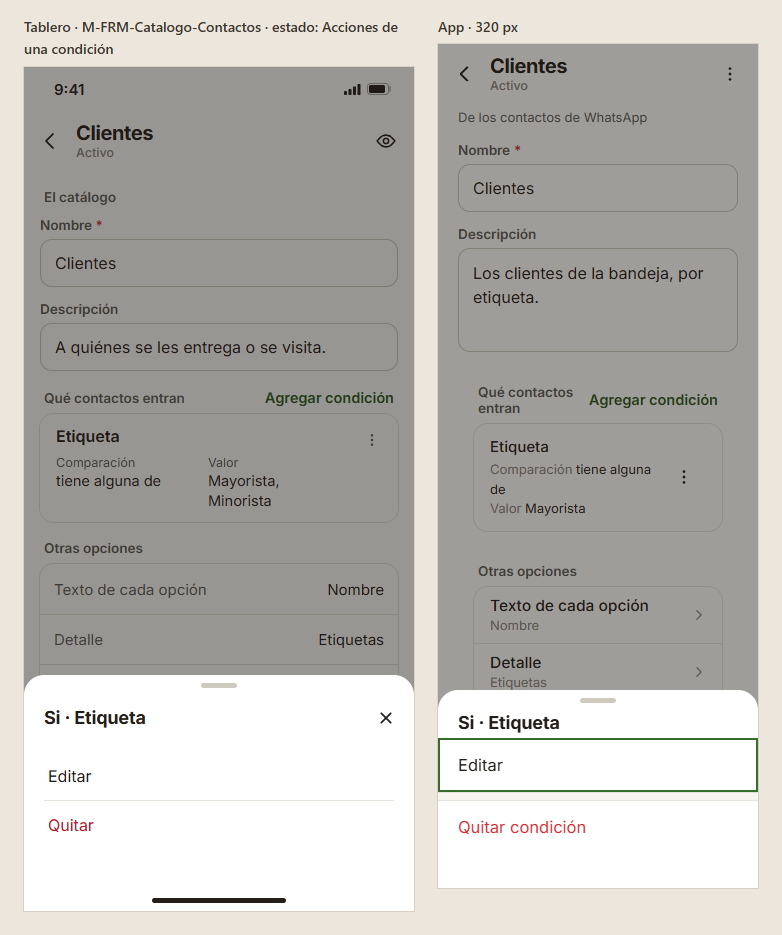 Tablero · M-FRM-Catalogo-Contactos · estado: Acciones de
una condición
9:41
Clientes
Activo
El catálogo
Nombre *
Clientes
Descripción
A quiénes se les entrega o se visita.
Qué contactos entran
Agregar condición
Etiqueta
Comparación
Valor
tiene alguna de
Mayorista,
Minorista
Otras opciones
Texto de cada opción
Nombre
Detalle
Etiquetas
Si · Etiqueta
Editar
Quitar
App · 320 px
Clientes
Activo
De los contactos de WhatsApp
Nombre *
Clientes
Descripción
Los clientes de la bandeja, por
etiqueta.
Qué contactos
entran
Agregar condición
Etiqueta
Comparación tiene alguna
de
Valor Mayorista
Otras opciones
Texto de cada opción
Nombre
Detalle
Etiquetas
Si · Etiqueta
Editar
Quitar condición